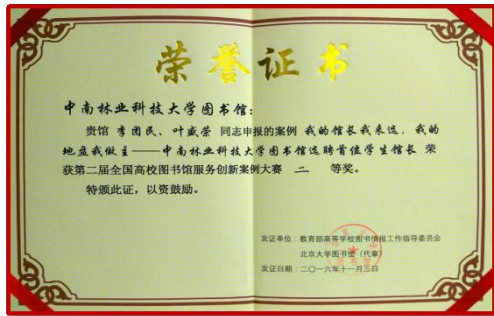 荣誉证书
中南林业科技大学图书馆：
贵馆 李团民、叶盛荣 同志申报的案例 我的馆长我来选，我的
地盘我做主——中南林业科技大学图书馆选聘首位学生馆长 荣
获第二届全国高校图书馆服务创新案例大赛 二 等奖。
特颁此证，以资鼓励。
发证单位：教育部高等学校图书情报工作指导委员会
北京大学图书馆（代章）
发证日期：二〇一六年十一月三日